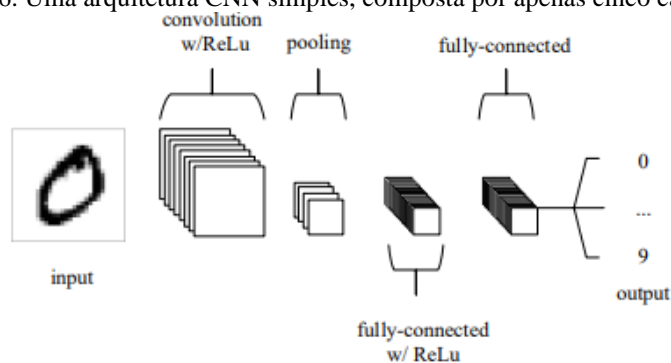 Uma arquitetura CNN simples, composta por apenas cinco
convolution
w/ReLu
pooling
fully-connected
0
...
9
input
output
fully-connected
w/ ReLu